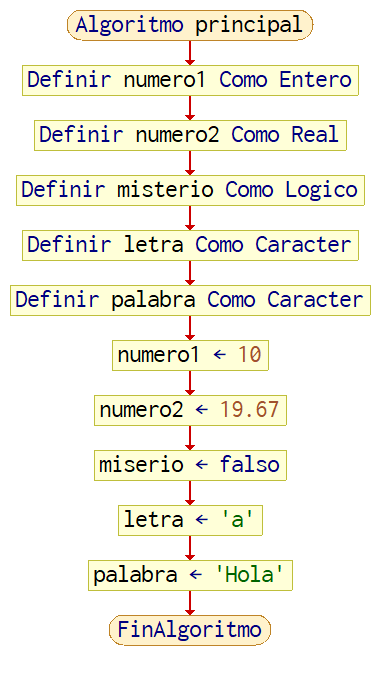 Algoritmo principal
Definir numero1 Como Entero
Definir numero2 Como Real
Definir misterio Como Logico
Definir letra Como Caracter
Definir palabra Como Caracter
numero1 ← 10
numero2 ← 19.67
miserio ← falso
letra ← 'a'
palabra ← 'Hola'
FinAlgoritmo